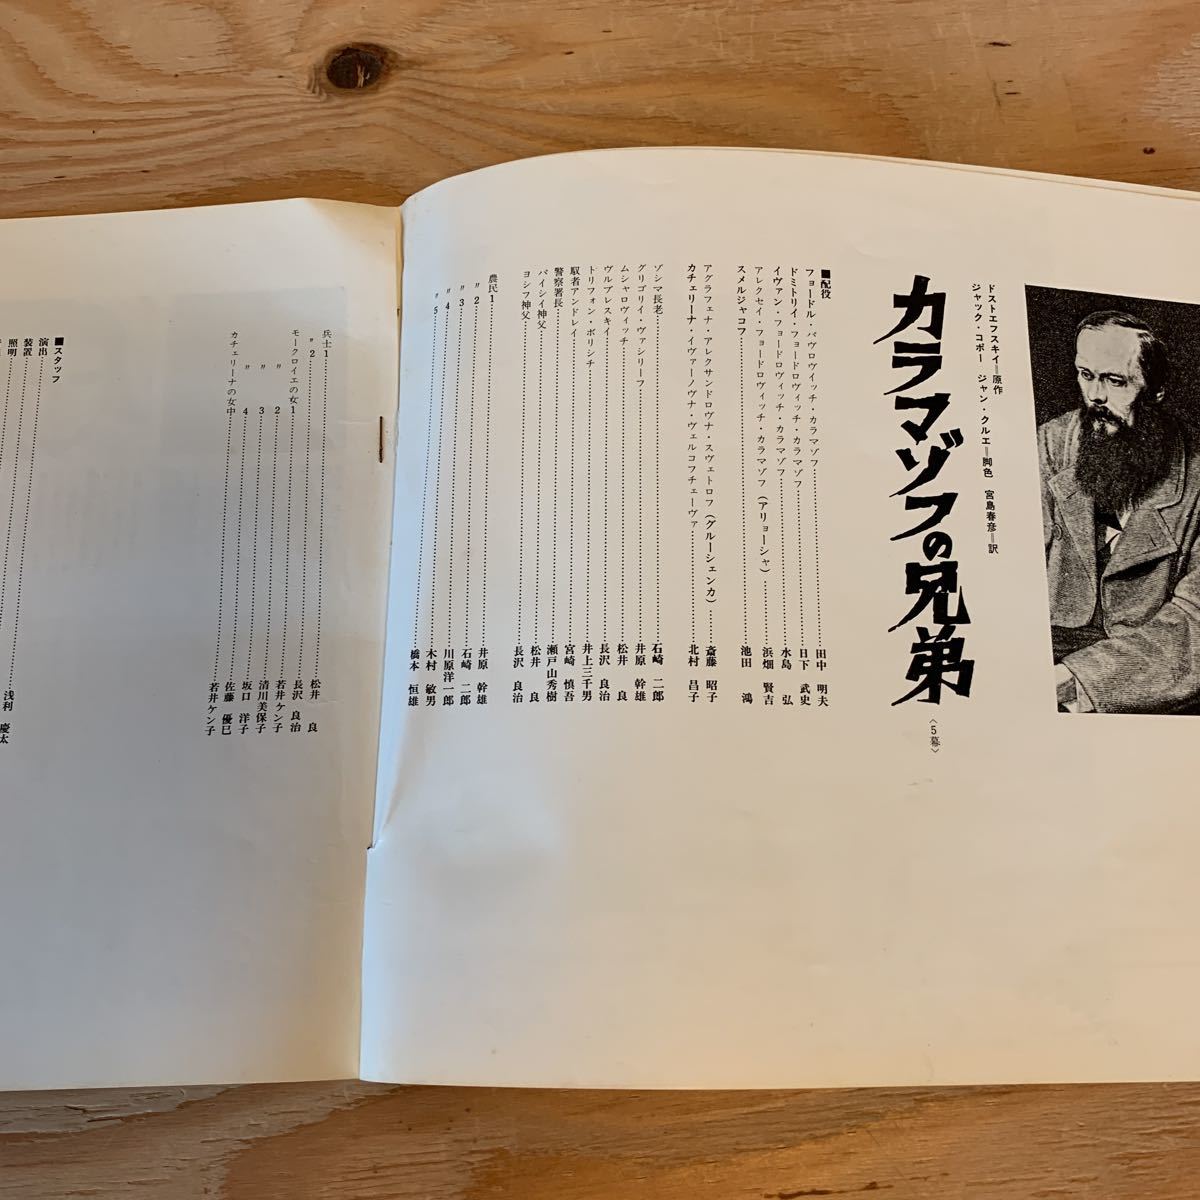 ドストエフスキイ＝原作
ジャック・コポー　ジャン・クルエ＝脚色　宮島春彦＝訳
カラマゾフの兄弟〈5幕〉
■配役
フョードル・パヴロヴイチ・カラマゾフ………田中　明夫
ドミトリイ・フョードロヴィッチ・カラマゾフ………日下　武史
イヴァン・フョードロヴィッチ・カラマゾフ………水島　弘
アレクセイ・フョードロヴィッチ・カラマゾフ（アリョーシャ）………浜畑　賢吉
スメルジャコフ………池田　鴻
アグラフェナ・アレクサンドロヴナ・スヴェトロフ（グルーシェンカ）………斎藤　昭子
カチェリーナ・イヴァーノヴナ・ヴェルコフチェーヴァ………北村　昌子
ゾシマ長老………石崎　二郎
グリゴリイ・ヴァシリーフ………井原　幹雄
ムシャロヴィッチ………松井　良
ヴルブレスキイ………長沢　良治
トリフォン・ボリンチ………井上三千男
馭者アンドレイ………宮崎　慎吾
警察署長………瀬戸山秀樹
パイシイ神父………松井　良
ヨシフ神父………長沢　良治
農民1………井原　幹雄
〃2………石崎　二郎
〃3………川原洋一郎
〃4………木村　敏男
〃5………橋本　恒雄
兵士1………松井　良
〃2………長沢　良治
モークロイエの女1………若井ケン子
〃　2………清川美保子
〃　3………坂口　洋子
〃　4………佐藤　優巳
カチェリーナの女中………若井ケン子
■スタッフ
演出………浅利　慶太
装置
照明